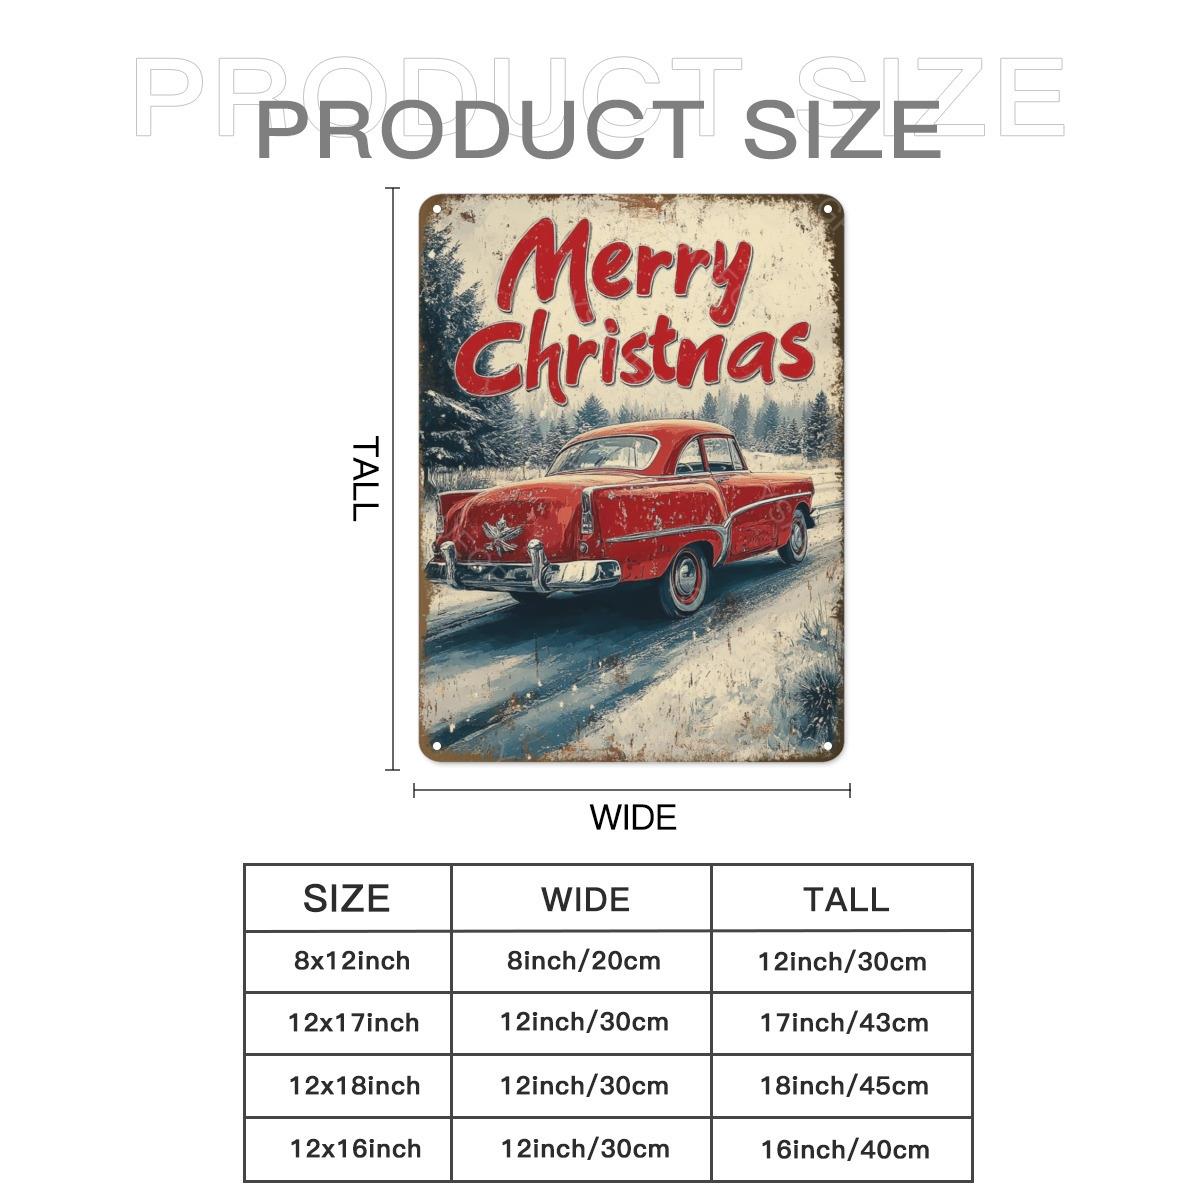 PRODUCT SIZE
PRODUCT SIZE
Merry
Christnas
TALL
WIDE
SIZE WIDE TALL
8x12inch 8inch/20cm 12inch/30cm
12x17inch 12inch/30cm 17inch/43cm
12x18inch 12inch/30cm 18inch/45cm
12x16inch 12inch/30cm 16inch/40cm